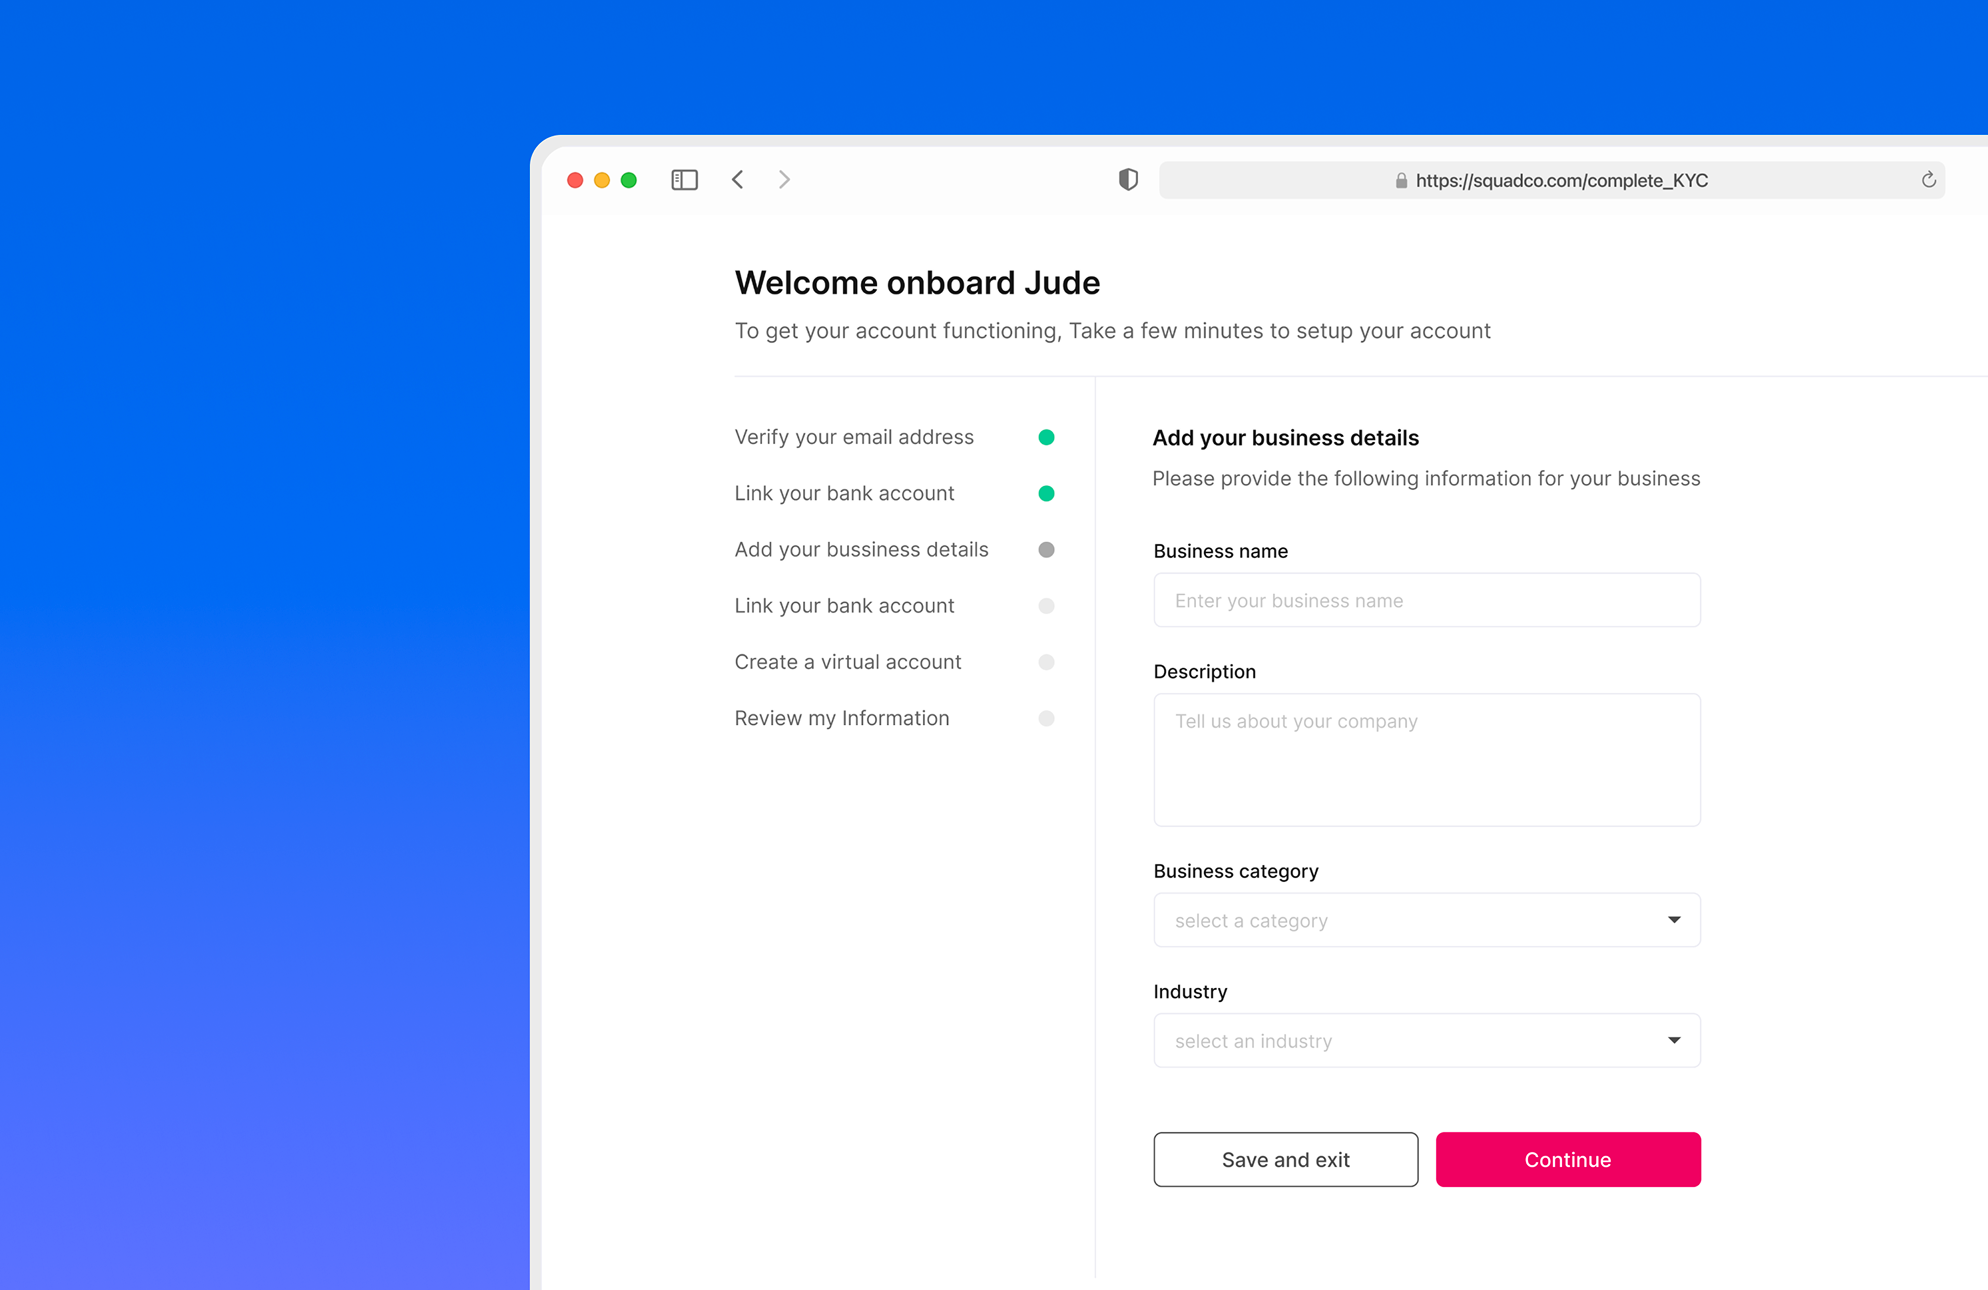 https://squadco.com/complete_KYC
Welcome onboard Jude
To get your account functioning, Take a few minutes to setup your account
Verify your email address
Link your bank account
Add your bussiness details
Link your bank account
Create a virtual account
Review my Information
Add your business details
Please provide the following information for your business
Business name
Enter your business name
Description
Tell us about your company
Business category
select a category
Industry
select an industry
Save and exit
Continue